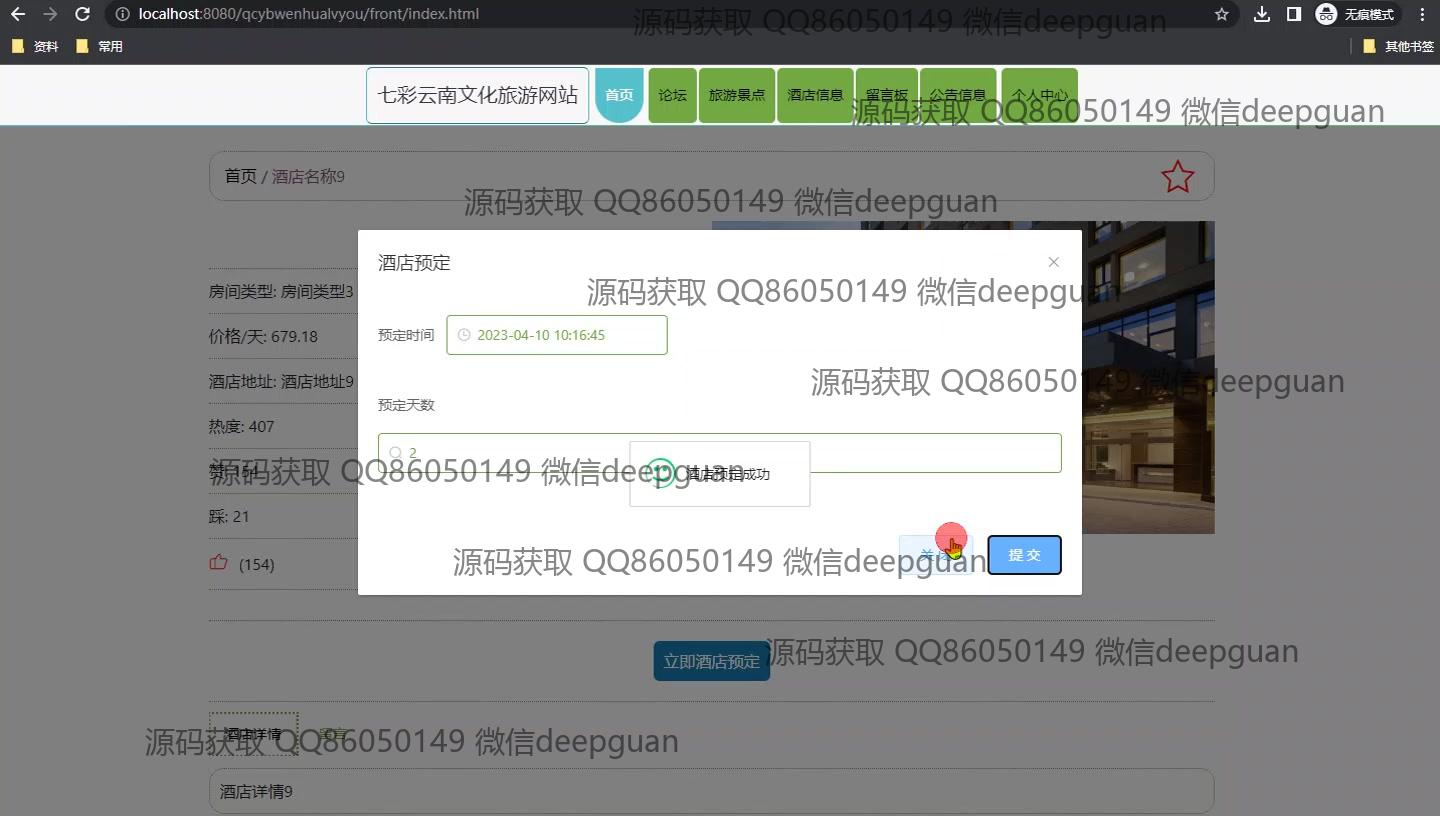 localhost:8080/qcybwenhualvyou/front/index.html
无痕模式
资料 常用 其他书签
源码获取 QQ86050149 微信deepguan
七彩云南文化旅游网站 首页 论坛 旅游景点 酒店信息 留言板 公告信息 个人中心
源码获取 QQ86050149 微信deepguan
首页 / 酒店名称9
源码获取 QQ86050149 微信deepguan
酒店预定
房间类型: 房间类型3
源码获取 QQ86050149 微信deepguan
预定时间 2023-04-10 10:16:45
价格/天: 679.18
酒店地址: 酒店地址9
源码获取 QQ86050149 微信deepguan
预定天数
热度: 407
2
赞: 154
源码获取 QQ86050149 微信deepguan
酒店预定成功
踩: 21
(154)
关闭 提交
源码获取 QQ86050149 微信deepguan
立即酒店预定
源码获取 QQ86050149 微信deepguan
酒店详情
源码获取 QQ86050149 微信deepguan
酒店详情9